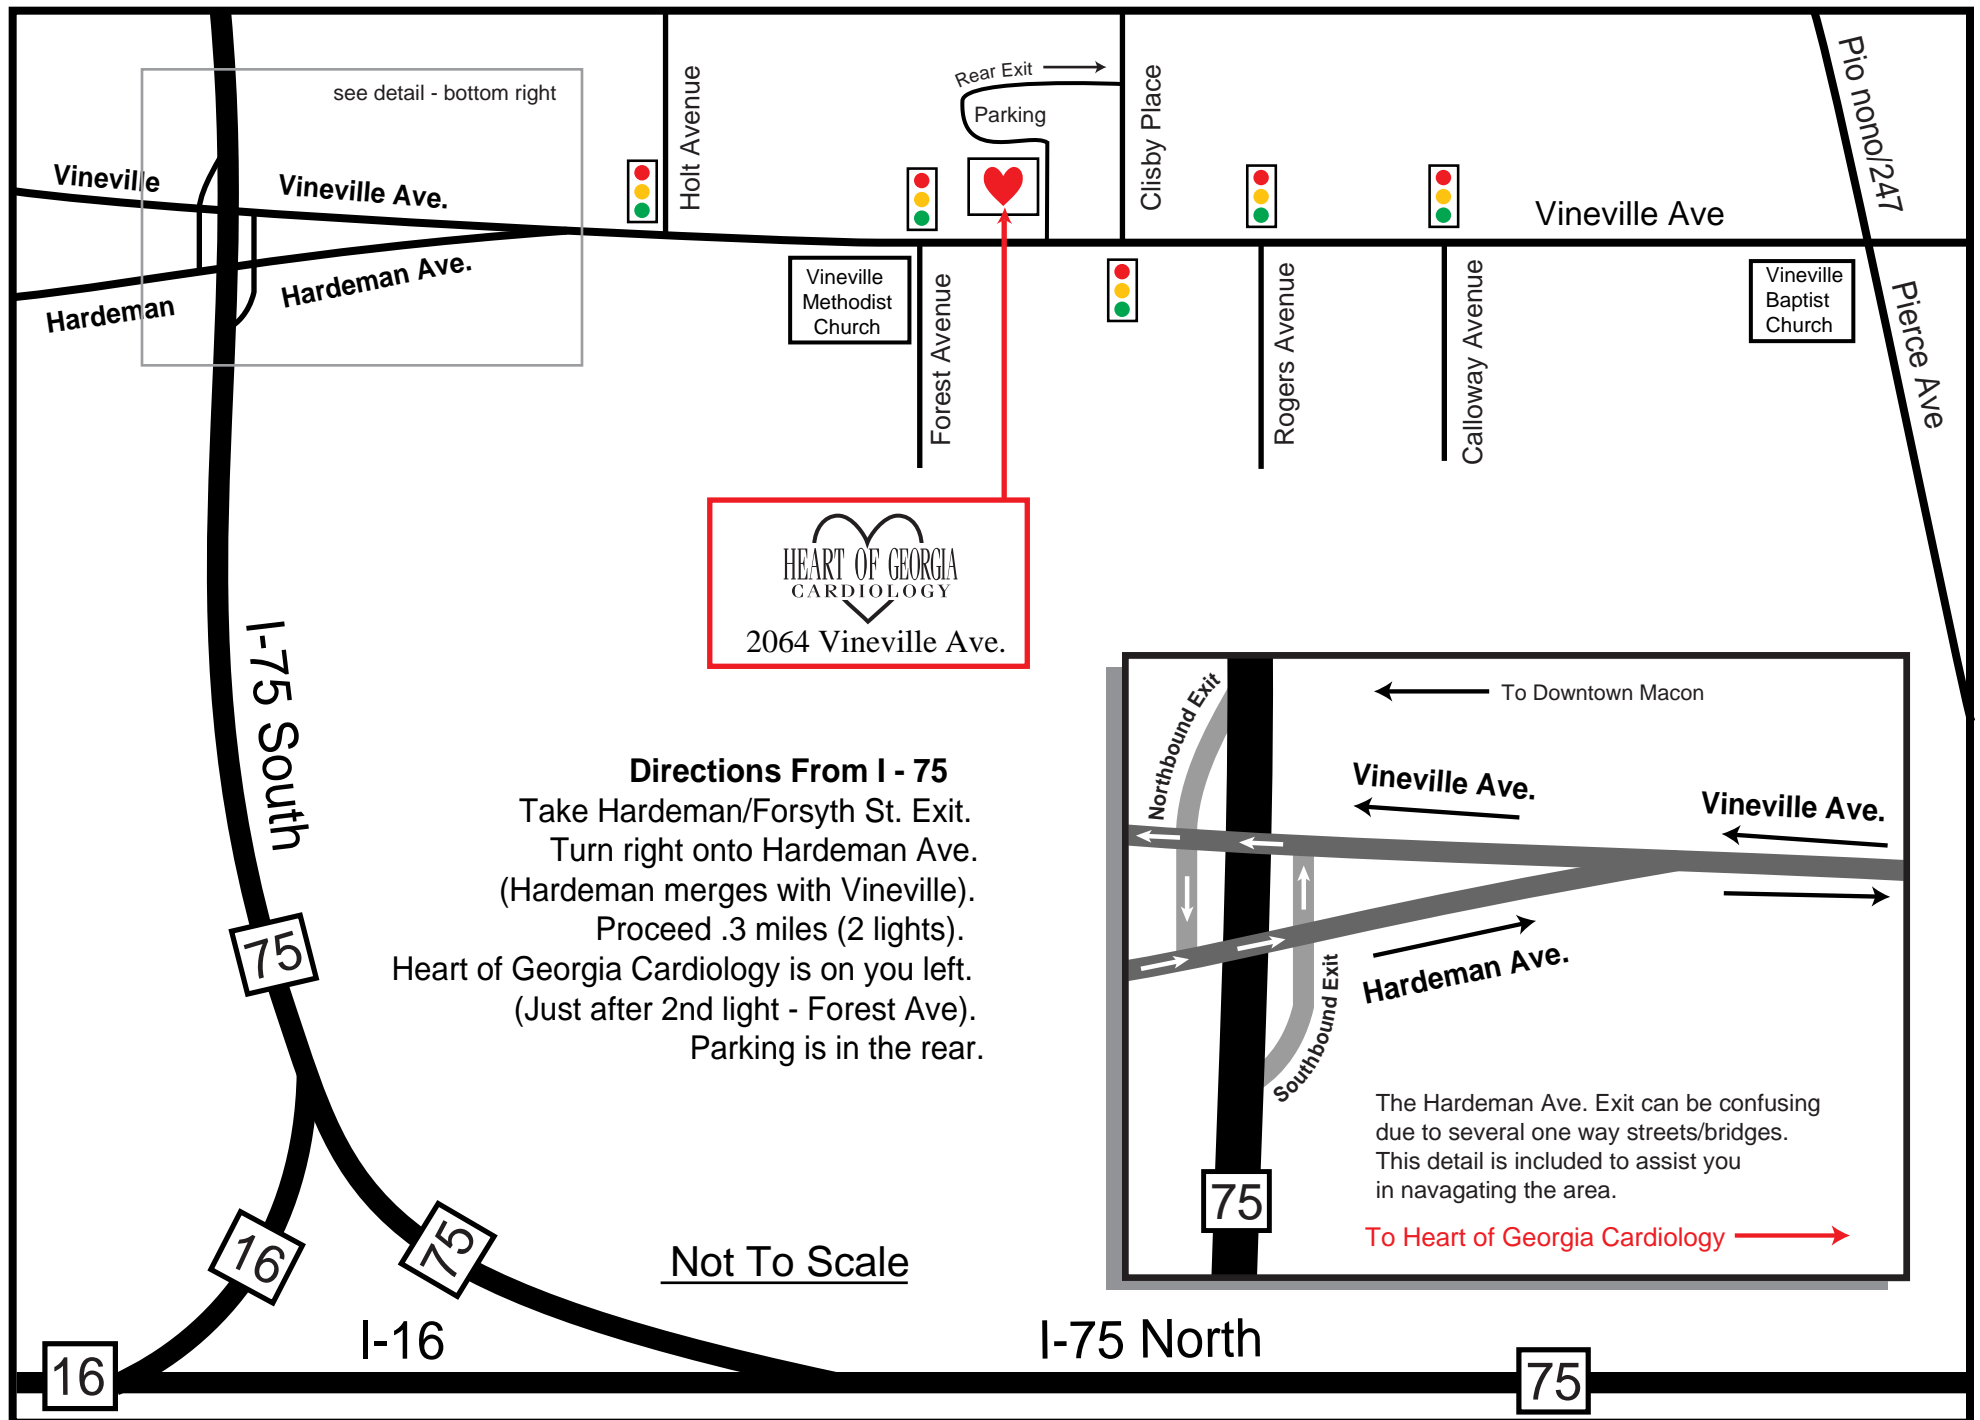 see detail - bottom right
Rear Exit
Parking
Holt Avenue
Clisby Place
Pio nono/247
Vineville
Vineville Ave.
Vineville Ave
Hardeman
Hardeman Ave.
Vineville
Methodist
Church
Forest Avenue
Rogers Avenue
Calloway Avenue
Vineville
Baptist
Church
Pierce Ave
HEART OF GEORGIA
CARDIOLOGY
2064 Vineville Ave.
I-75 South
Directions From I - 75
Take Hardeman/Forsyth St. Exit.
Turn right onto Hardeman Ave.
(Hardeman merges with Vineville).
Proceed .3 miles (2 lights).
Heart of Georgia Cardiology is on you left.
(Just after 2nd light - Forest Ave).
Parking is in the rear.
75
16
75
Not To Scale
I-16
I-75 North
16
75
Northbound Exit
To Downtown Macon
Vineville Ave.
Vineville Ave.
Hardeman Ave.
Southbound Exit
The Hardeman Ave. Exit can be confusing
due to several one way streets/bridges.
This detail is included to assist you
in navagating the area.
75
To Heart of Georgia Cardiology